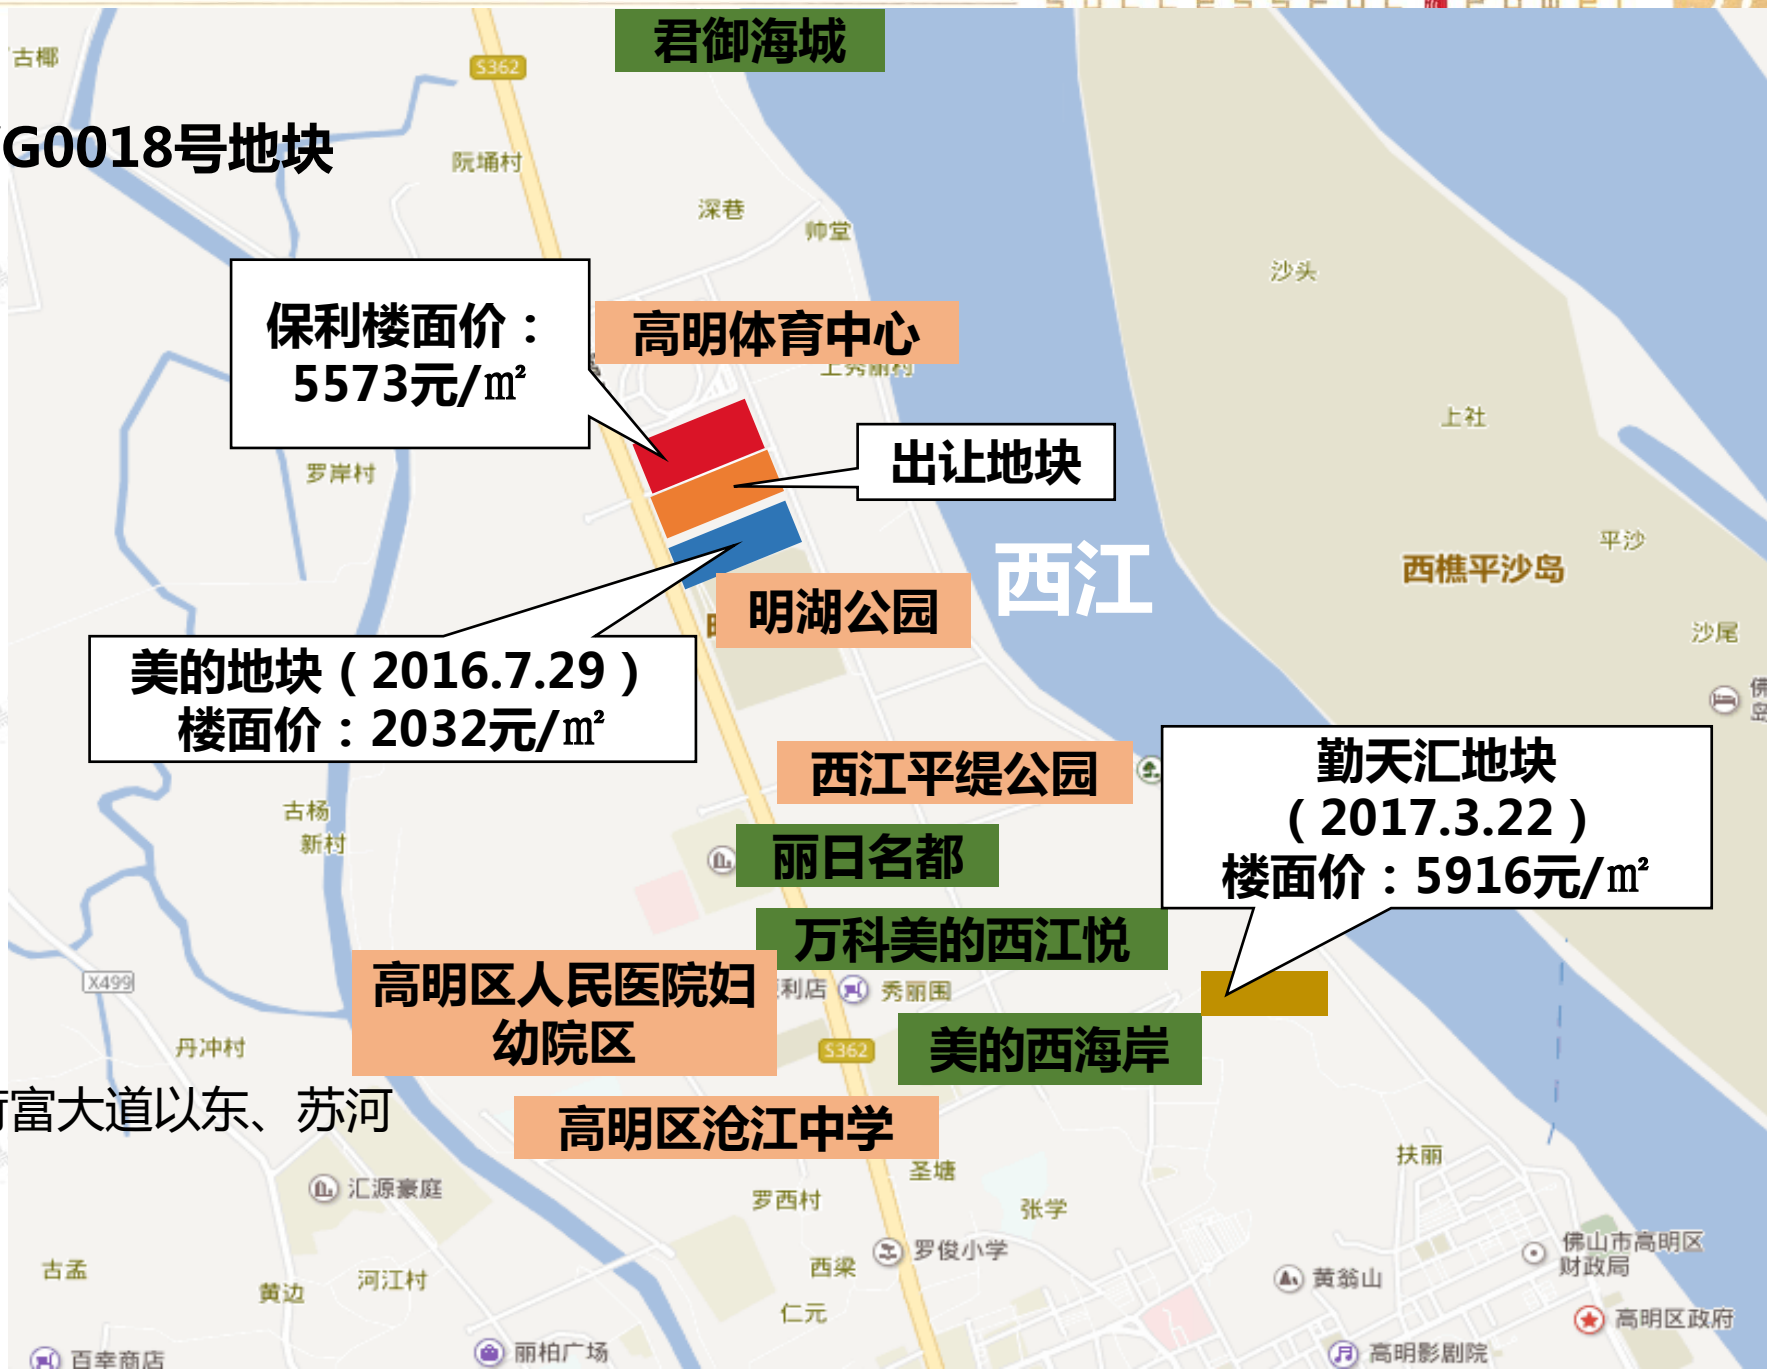 君御海城
古椰
S362
G0018号地块
阮埇村
深巷
帅堂
沙头
保利楼面价：
5573元/㎡
高明体育中心
上秀丽村
上社
出让地块
罗岸村
西江
平沙
西樵平沙岛
明湖公园
沙尾
美的地块（2016.7.29）
楼面价：2032元/㎡
西江平缇公园
勤天汇地块
（2017.3.22）
楼面价：5916元/㎡
古杨
新村
丽日名都
万科美的西江悦
高明区人民医院妇
幼院区
X499
利店
秀丽围
丹冲村
S362
美的西海岸
富大道以东、苏河
高明区沧江中学
扶丽
圣塘
汇源豪庭
罗西村
张学
罗俊小学
佛山市高明区
财政局
古孟
西梁
河江村
黄边
黄翁山
仁元
高明区政府
丽柏广场
高明影剧院
百幸商店